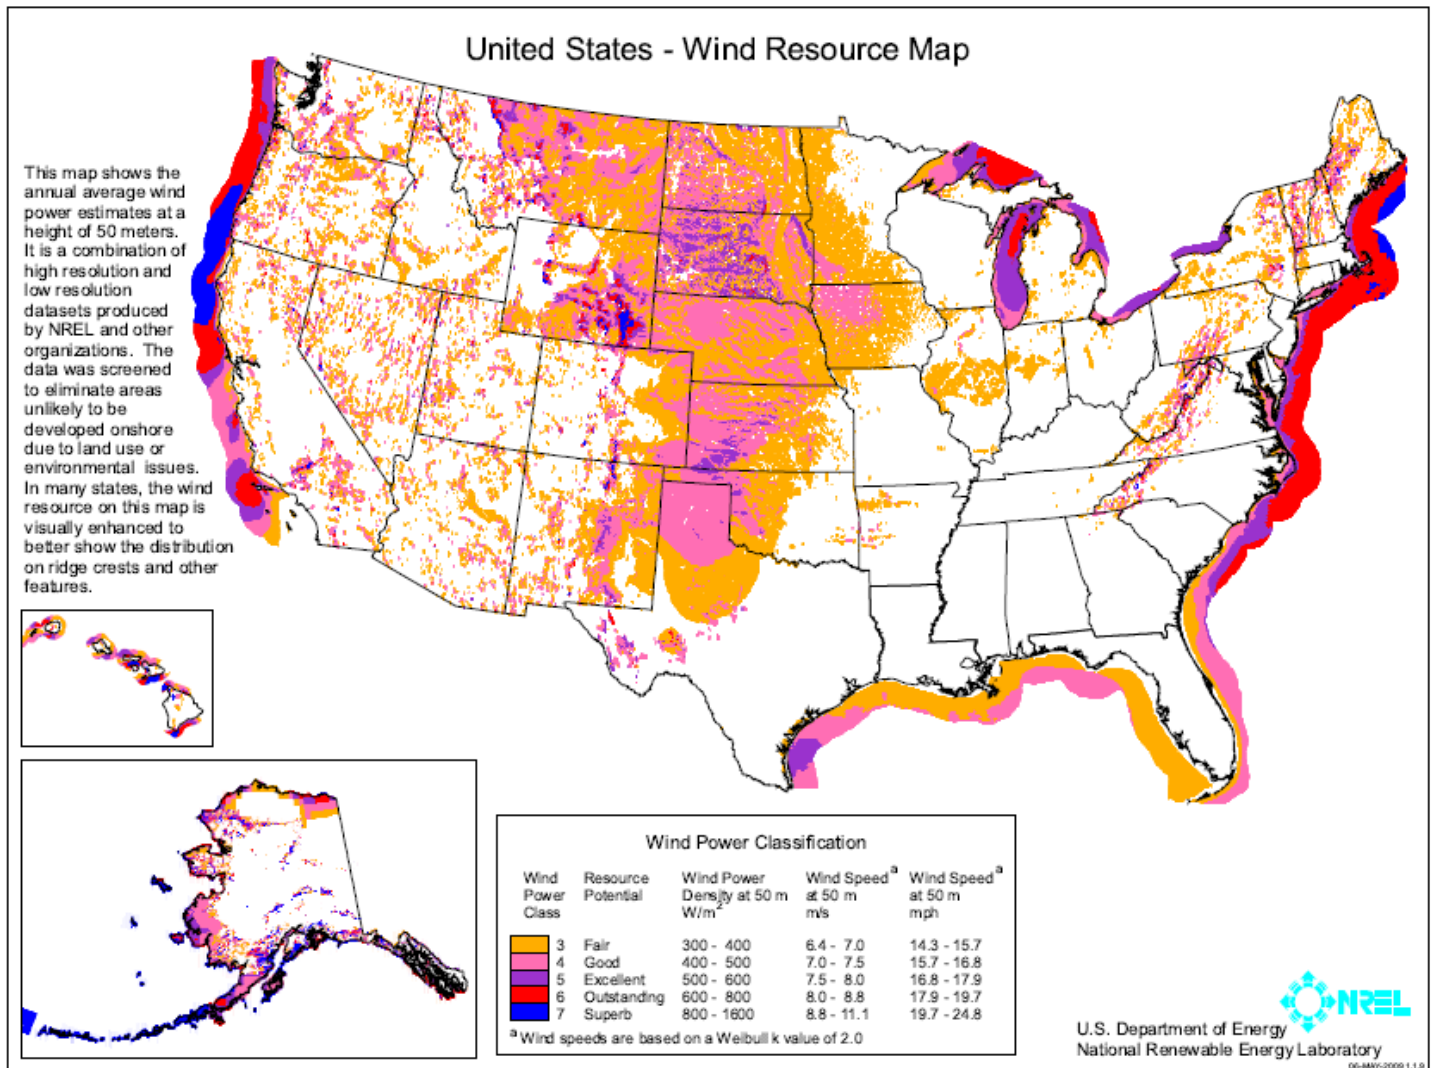 United States - Wind Resource Map
This map shows the
annual average wind
power estimates at a
height of 50 meters.
It is a combination of
high resolution and
low resolution
datasets produced
by NREL and other
organizations. The
data was screened
to eliminate areas
unlikely to be
developed onshore
due to land use or
environmental issues.
In many states, the wind
resource on this map is
visually enhanced to
better show the distribution
on ridge crests and other
features.
Wind Power Classification
Wind Resource Wind Power Wind Speed a Wind Speed a
Power Potential Density at 50 m at 50 m at 50 m
Class W/m2 m/s mph
3 Fair 300 - 400 6.4 - 7.0 14.3 - 15.7
4 Good 400 - 500 7.0 - 7.5 15.7 - 16.8
5 Excellent 500 - 600 7.5 - 8.0 16.8 - 17.9
6 Outstanding 600 - 800 8.0 - 8.8 17.9 - 19.7
7 Superb 800 - 1600 8.8 - 11.1 19.7 - 24.8
a Wind speeds are based on a Weibull k value of 2.0
NREL
U.S. Department of Energy
National Renewable Energy Laboratory
06-MAY-2009 1.1.9